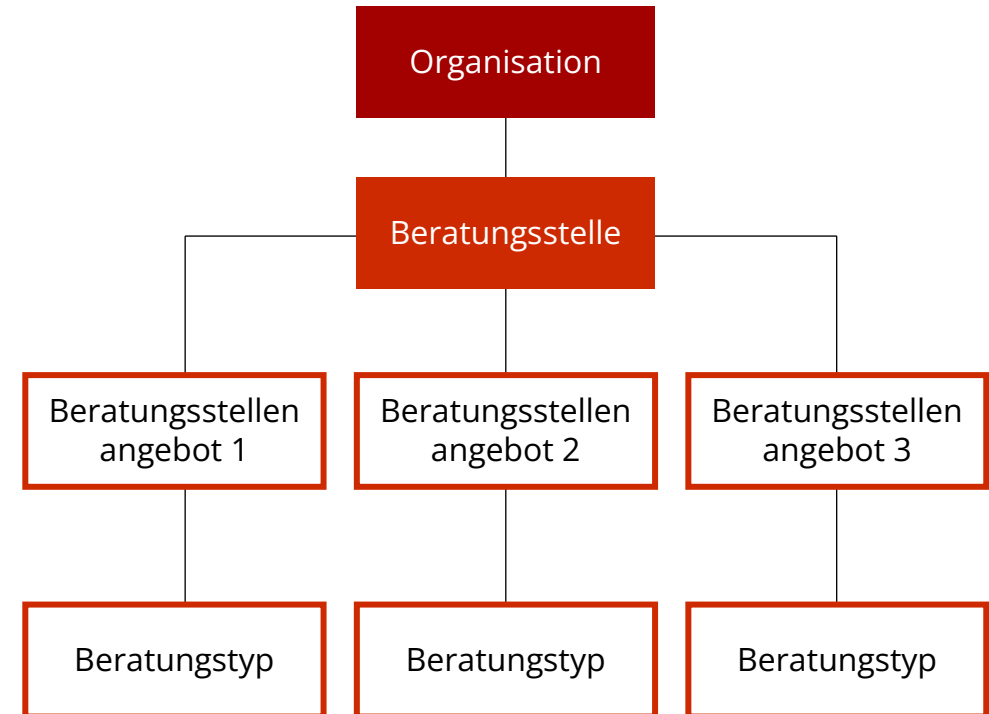 Organisation
Beratungsstelle
Beratungsstellen
angebot 1
Beratungsstellen
angebot 2
Beratungsstellen
angebot 3
Beratungstyp
Beratungstyp
Beratungstyp